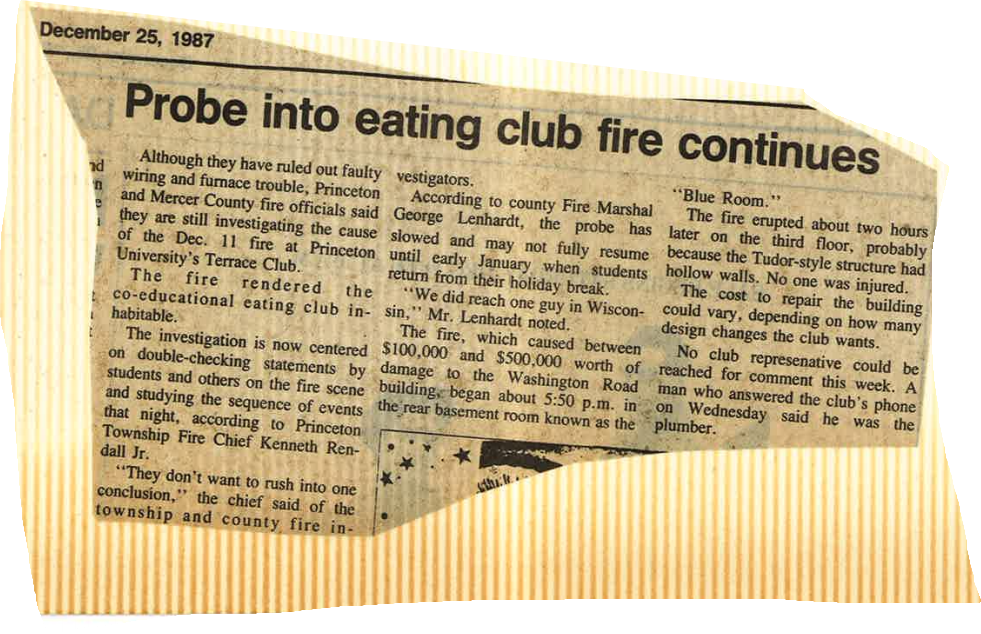 December 25, 1987
Probe into eating club fire continues
Although they have ruled out faulty
wiring and furnace trouble, Princeton
and Mercer County fire officials said
they are still investigating the cause
of the Dec. 11 fire at Princeton
University's Terrace Club.
The fire rendered the
co-educational eating club in-
habitable.
The investigation is now centered
on double-checking statements by
students and others on the fire scene
and studying the sequence of events
that night, according to Princeton
Township Fire Chief Kenneth Ren-
dall Jr.
"They don't want to rush into one
conclusion," the chief said of the
township and county fire in-
vestigators.
According to county Fire Marshal
George Lenhardt, the probe has
slowed and may not fully resume
until early January when students
return from their holiday break.
"We did reach one guy in Wiscon-
sin," Mr. Lenhardt noted.
The fire, which caused between
$100,000 and $500,000 worth of
damage to the Washington Road
building, began about 5:50 p.m. in
the rear basement room known as the
"Blue Room."
The fire erupted about two hours
later on the third floor, probably
because the Tudor-style structure had
hollow walls. No one was injured.
The cost to repair the building
could vary, depending on how many
design changes the club wants.
No club represenative could be
reached for comment this week. A
man who answered the club's phone
on Wednesday said he was the
plumber.